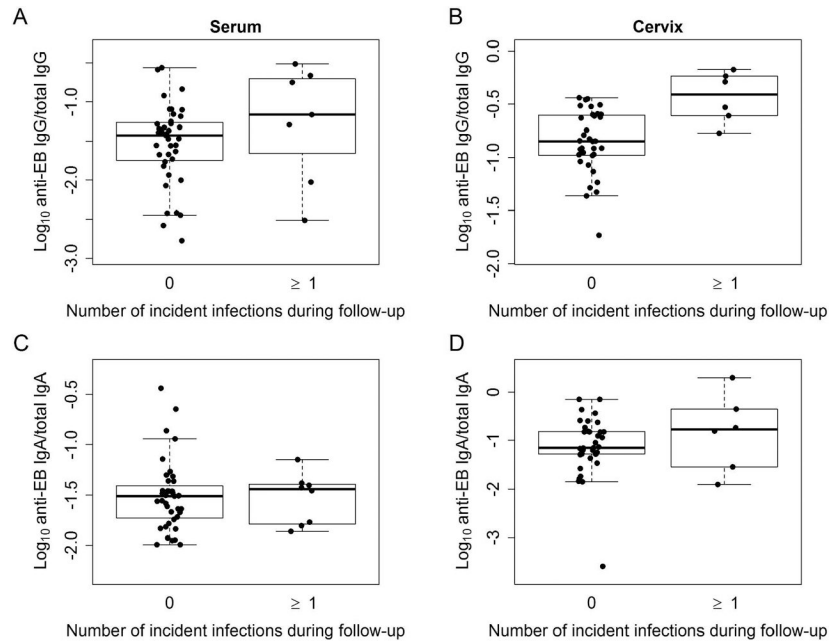 A
Serum
Log₁₀ anti-EB IgG/total IgG
-1.0
-2.0
-3.0
0
≥ 1
Number of incident infections during follow-up
B
Cervix
Log₁₀ anti-EB IgG/total IgG
0.0
-0.5
-1.0
-1.5
-2.0
0
≥ 1
Number of incident infections during follow-up
C
Log₁₀ anti-EB IgA/total IgA
-0.5
-1.0
-1.5
-2.0
0
≥ 1
Number of incident infections during follow-up
D
Log₁₀ anti-EB IgA/total IgA
0
-1
-2
-3
0
≥ 1
Number of incident infections during follow-up